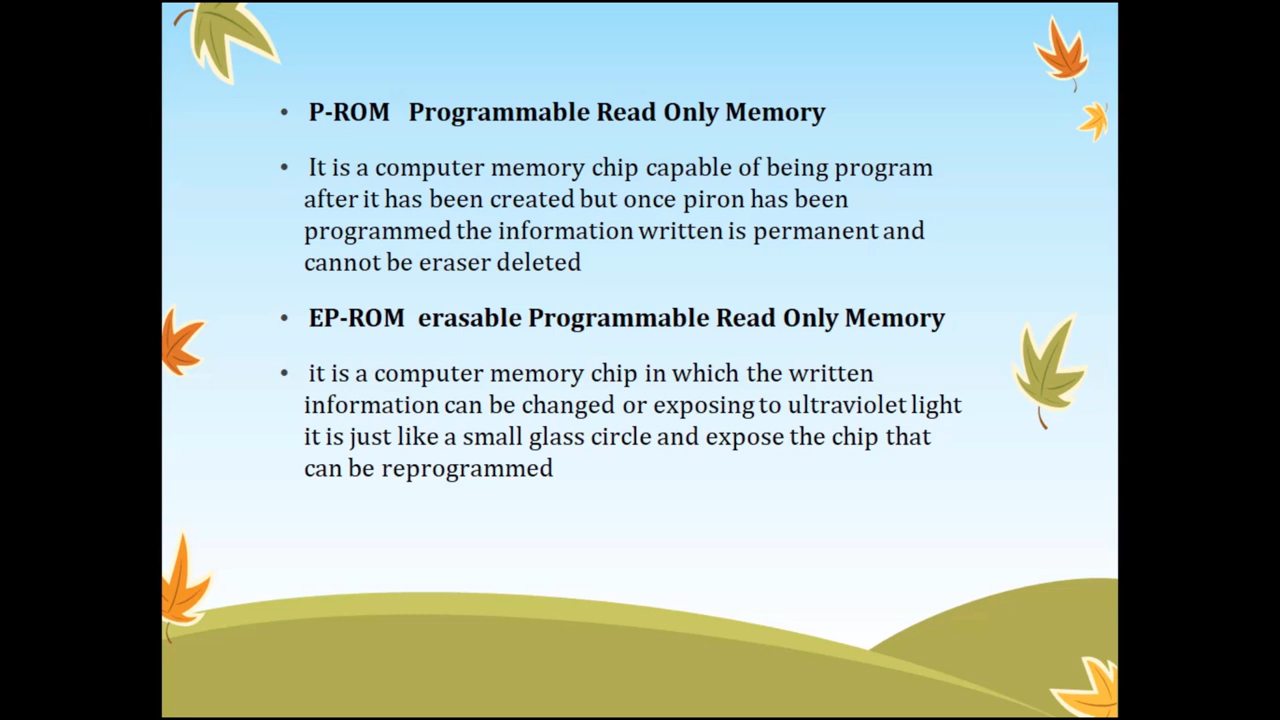 • P-ROM Programmable Read Only Memory
• It is a computer memory chip capable of being program
after it has been created but once piron has been
programmed the information written is permanent and
cannot be eraser deleted
• EP-ROM erasable Programmable Read Only Memory
• it is a computer memory chip in which the written
information can be changed or exposing to ultraviolet light
it is just like a small glass circle and expose the chip that
can be reprogrammed